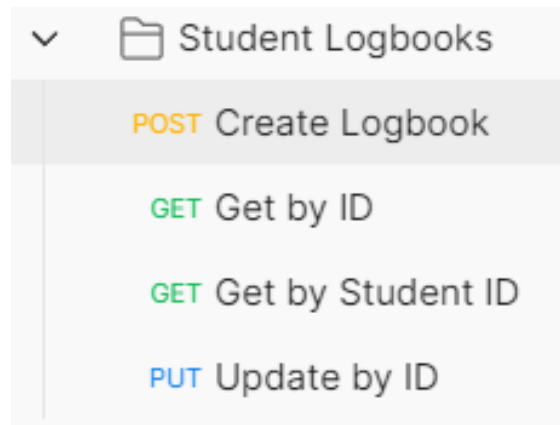 Student Logbooks
POST Create Logbook
GET Get by ID
GET Get by Student ID
PUT Update by ID